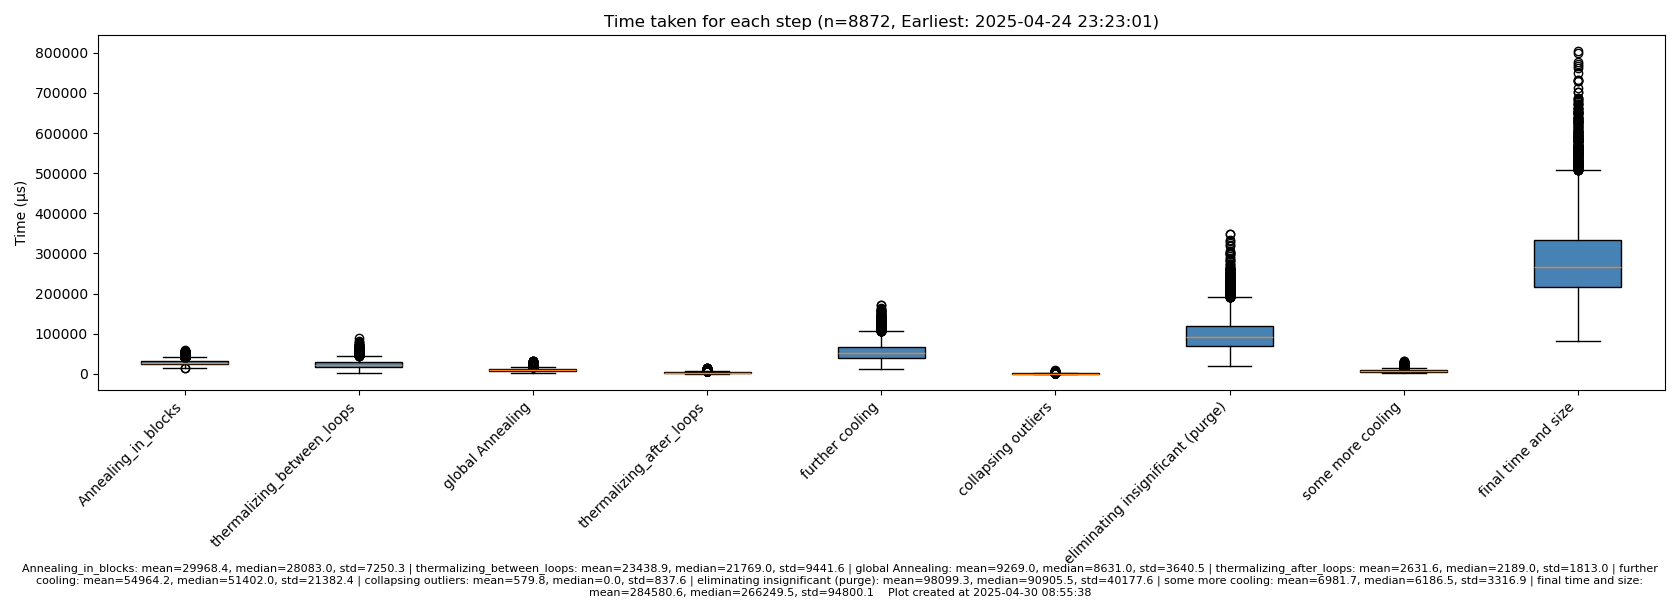 Time taken for each step (n=8872, Earliest: 2025-04-24 23:23:01)
Time (µs)
800000
700000
600000
500000
400000
300000
200000
100000
0
Annealing_in_blocks
thermalizing_between_loops
global Annealing
thermalizing_after_loops
further cooling
collapsing outliers
eliminating insignificant (purge)
some more cooling
final time and size
Annealing_in_blocks: mean=29968.4, median=28083.0, std=7250.3 | thermalizing_between_loops: mean=23438.9, median=21769.0, std=9441.6 | global Annealing: mean=9269.0, median=8631.0, std=3640.5 | thermalizing_after_loops: mean=2631.6, median=2189.0, std=1813.0 | further
cooling: mean=54964.2, median=51402.0, std=21382.4 | collapsing outliers: mean=579.8, median=0.0, std=837.6 | eliminating insignificant (purge): mean=98099.3, median=90905.5, std=40177.6 | some more cooling: mean=6981.7, median=6186.5, std=3316.9 | final time and size:
mean=284580.6, median=266249.5, std=94800.1    Plot created at 2025-04-30 08:55:38